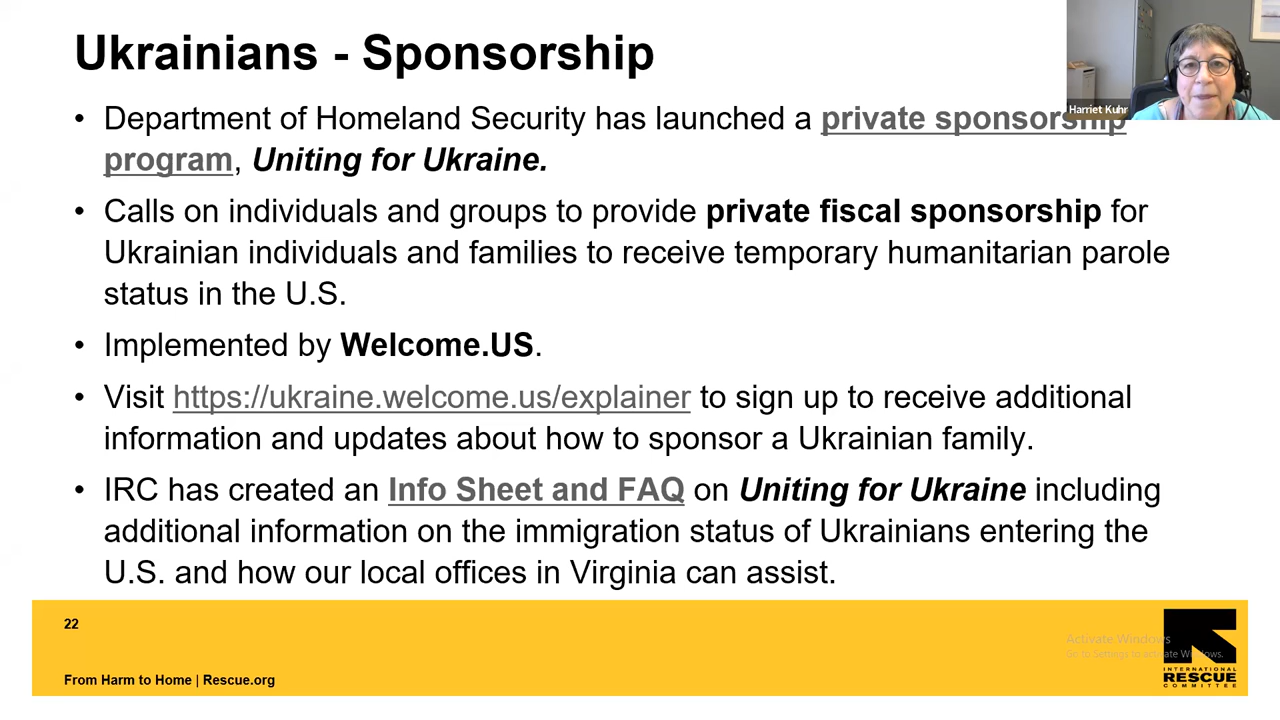 Ukrainians - Sponsorship
Harriet Kuhr
• Department of Homeland Security has launched a private sponsorship
program, Uniting for Ukraine.
• Calls on individuals and groups to provide private fiscal sponsorship for
Ukrainian individuals and families to receive temporary humanitarian parole
status in the U.S.
• Implemented by Welcome.US.
• Visit https://ukraine.welcome.us/explainer to sign up to receive additional
information and updates about how to sponsor a Ukrainian family.
• IRC has created an Info Sheet and FAQ on Uniting for Ukraine including
additional information on the immigration status of Ukrainians entering the
U.S. and how our local offices in Virginia can assist.
22
From Harm to Home | Rescue.org
Activate Windows
Go to Settings to activate Windows.
INTERNATIONAL
RESCUE
COMMITTEE